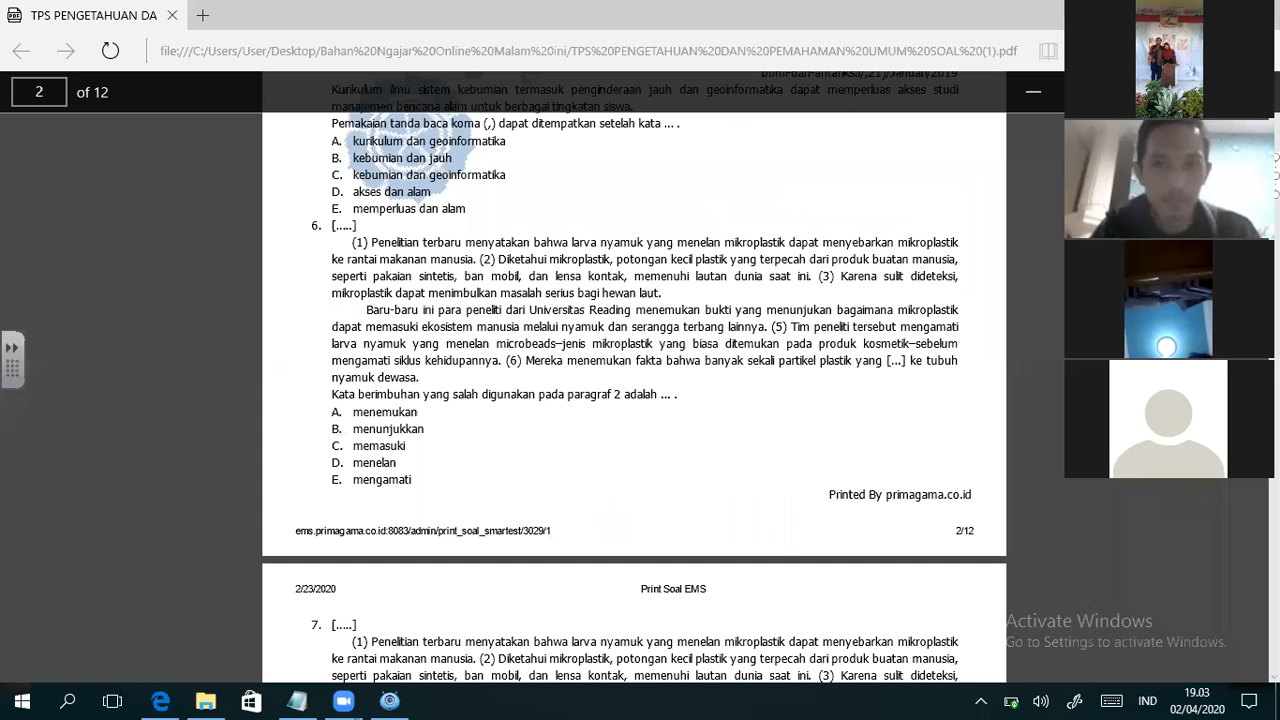 TPS PENGETAHUAN DA
file:///C:/Users/User/Desktop/Bahan%20Ngajar%20Online%20Malam%20ini/TPS%20PENGETAHUAN%20DAN%20PEMAHAMAN%20UMUM%20SOAL%20(1).pdf
2 of 12
Kurikulum ilmu sisten kebumian termasuk penginderaan jauh dan geoinformatika dapat memperluas akses studi
manajemen bencana alam untuk berbagai tingkatan siswa.
Pemakaian tanda baca koma (,) dapat ditempatkan setelah kata ... .
A. kurikulum dan geoinformatika
B. kebumian dan jauh
C. kebumian dan geoinformatika
D. akses dan alam
E. memperluas dan alam
6. [.....]
(1) Penelitian terbaru menyatakan bahwa larva nyamuk yang menelan mikroplastik dapat menyebarkan mikroplastik
ke rantai makanan manusia. (2) Diketahui mikroplastik, potongan kecil plastik yang terpecah dari produk buatan manusia,
seperti pakaian sintetis, ban mobil, dan lensa kontak, memenuhi lautan dunia saat ini. (3) Karena sulit dideteksi,
mikroplastik dapat menimbulkan masalah serius bagi hewan laut.
Baru-baru ini para peneliti dari Universitas Reading menemukan bukti yang menunjukan bagaimana mikroplastik
dapat memasuki ekosistem manusia melalui nyamuk dan serangga terbang lainnya. (5) Tim peneliti tersebut mengamati
larva nyamuk yang menelan microbeads–jenis mikroplastik yang biasa ditemukan pada produk kosmetik–sebelum
mengamati siklus kehidupannya. (6) Mereka menemukan fakta bahwa banyak sekali partikel plastik yang [...] ke tubuh
nyamuk dewasa.
Kata berimbuhan yang salah digunakan pada paragraf 2 adalah ... .
A. menemukan
B. menunjukkan
C. memasuki
D. menelan
E. mengamati
Printed By primagama.co.id
ems.primagama.co.id:8083/admin/print_soal_smartest/3029/1 2/12
2/23/2020 Print Soal EMS
7. [.....]
(1) Penelitian terbaru menyatakan bahwa larva nyamuk yang menelan mikroplastik dapat menyebarkan mikroplastik
ke rantai makanan manusia. (2) Diketahui mikroplastik, potongan kecil plastik yang terpecah dari produk buatan manusia,
seperti pakaian sintetis, ban mobil, dan lensa kontak, memenuhi lautan dunia saat ini. (3) Karena sulit dideteksi,
Activate Windows
Go to Settings to activate Windows.
IND
19.03
02/04/2020